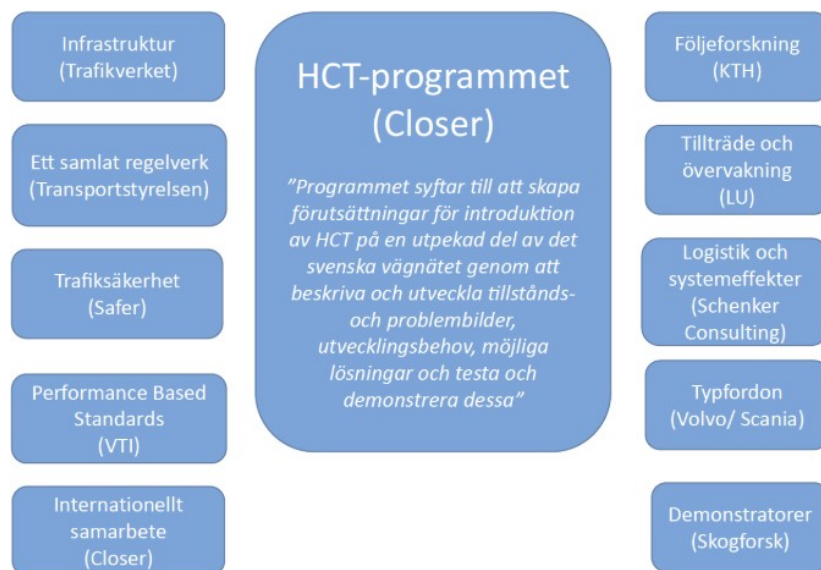 Infrastruktur
(Trafikverket)
Ett samlat regelverk
(Transportstyrelsen)
Trafiksäkerhet
(Safer)
Performance Based
Standards
(VTI)
Internationellt
samarbete
(Closer)
HCT-programmet
(Closer)
”Programmet syftar till att skapa
förutsättningar för introduktion
av HCT på en utpekad del av det
svenska vägnätet genom att
beskriva och utveckla tillstånds-
och problembilder,
utvecklingsbehov, möjliga
lösningar och testa och
demonstrera dessa”
Följeforskning
(KTH)
Tillträde och
övervakning
(LU)
Logistik och
systemeffekter
(Schenker
Consulting)
Typfordon
(Volvo/ Scania)
Demonstratorer
(Skogforsk)